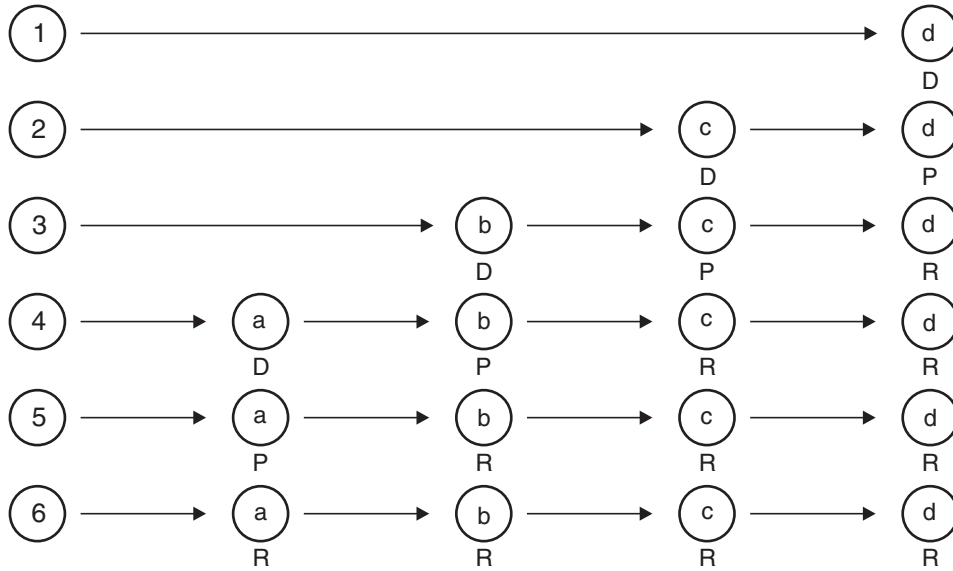 1 d
D
2 c d
D P
3 b c d
D P R
4 a b c d
D P R R
5 a b c d
P R R R
6 a b c d
R R R R